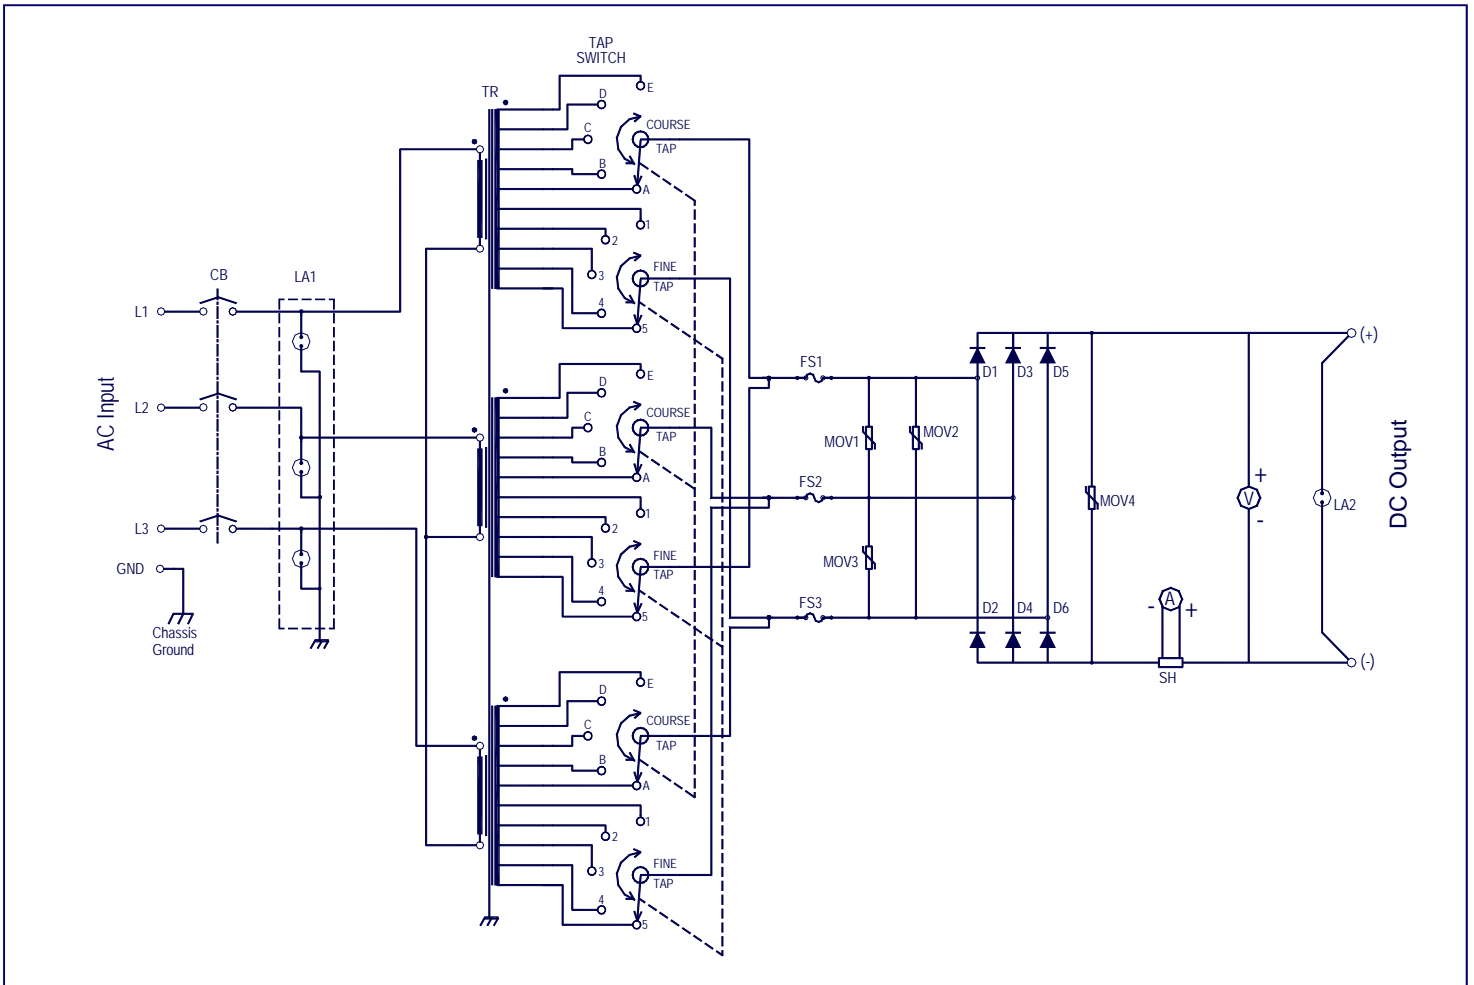 TAP
SWITCH
TR
E
D
C
B
A
COURSE
TAP
1
2
3
4
5
FINE
TAP
CB
LA1
L1
L2
L3
GND
AC Input
Chassis
Ground
E
D
C
B
A
COURSE
TAP
1
2
3
4
5
FINE
TAP
E
D
C
B
A
COURSE
TAP
1
2
3
4
5
FINE
TAP
FS1
FS2
FS3
MOV1
MOV2
MOV3
D1
D3
D5
D2
D4
D6
MOV4
- A +
SH
+
V
-
LA2
(+)
(-)
DC Output